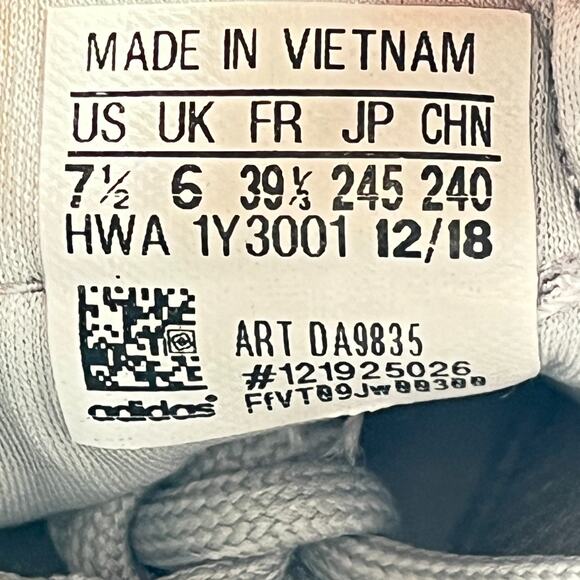 MADE IN VIETNAM
US UK FR JP CHN
7½ 6 39⅓ 245 240
HWA 1Y3001 12/18
ART DA9835
#121925026
FfVT09Jw00300
adidas